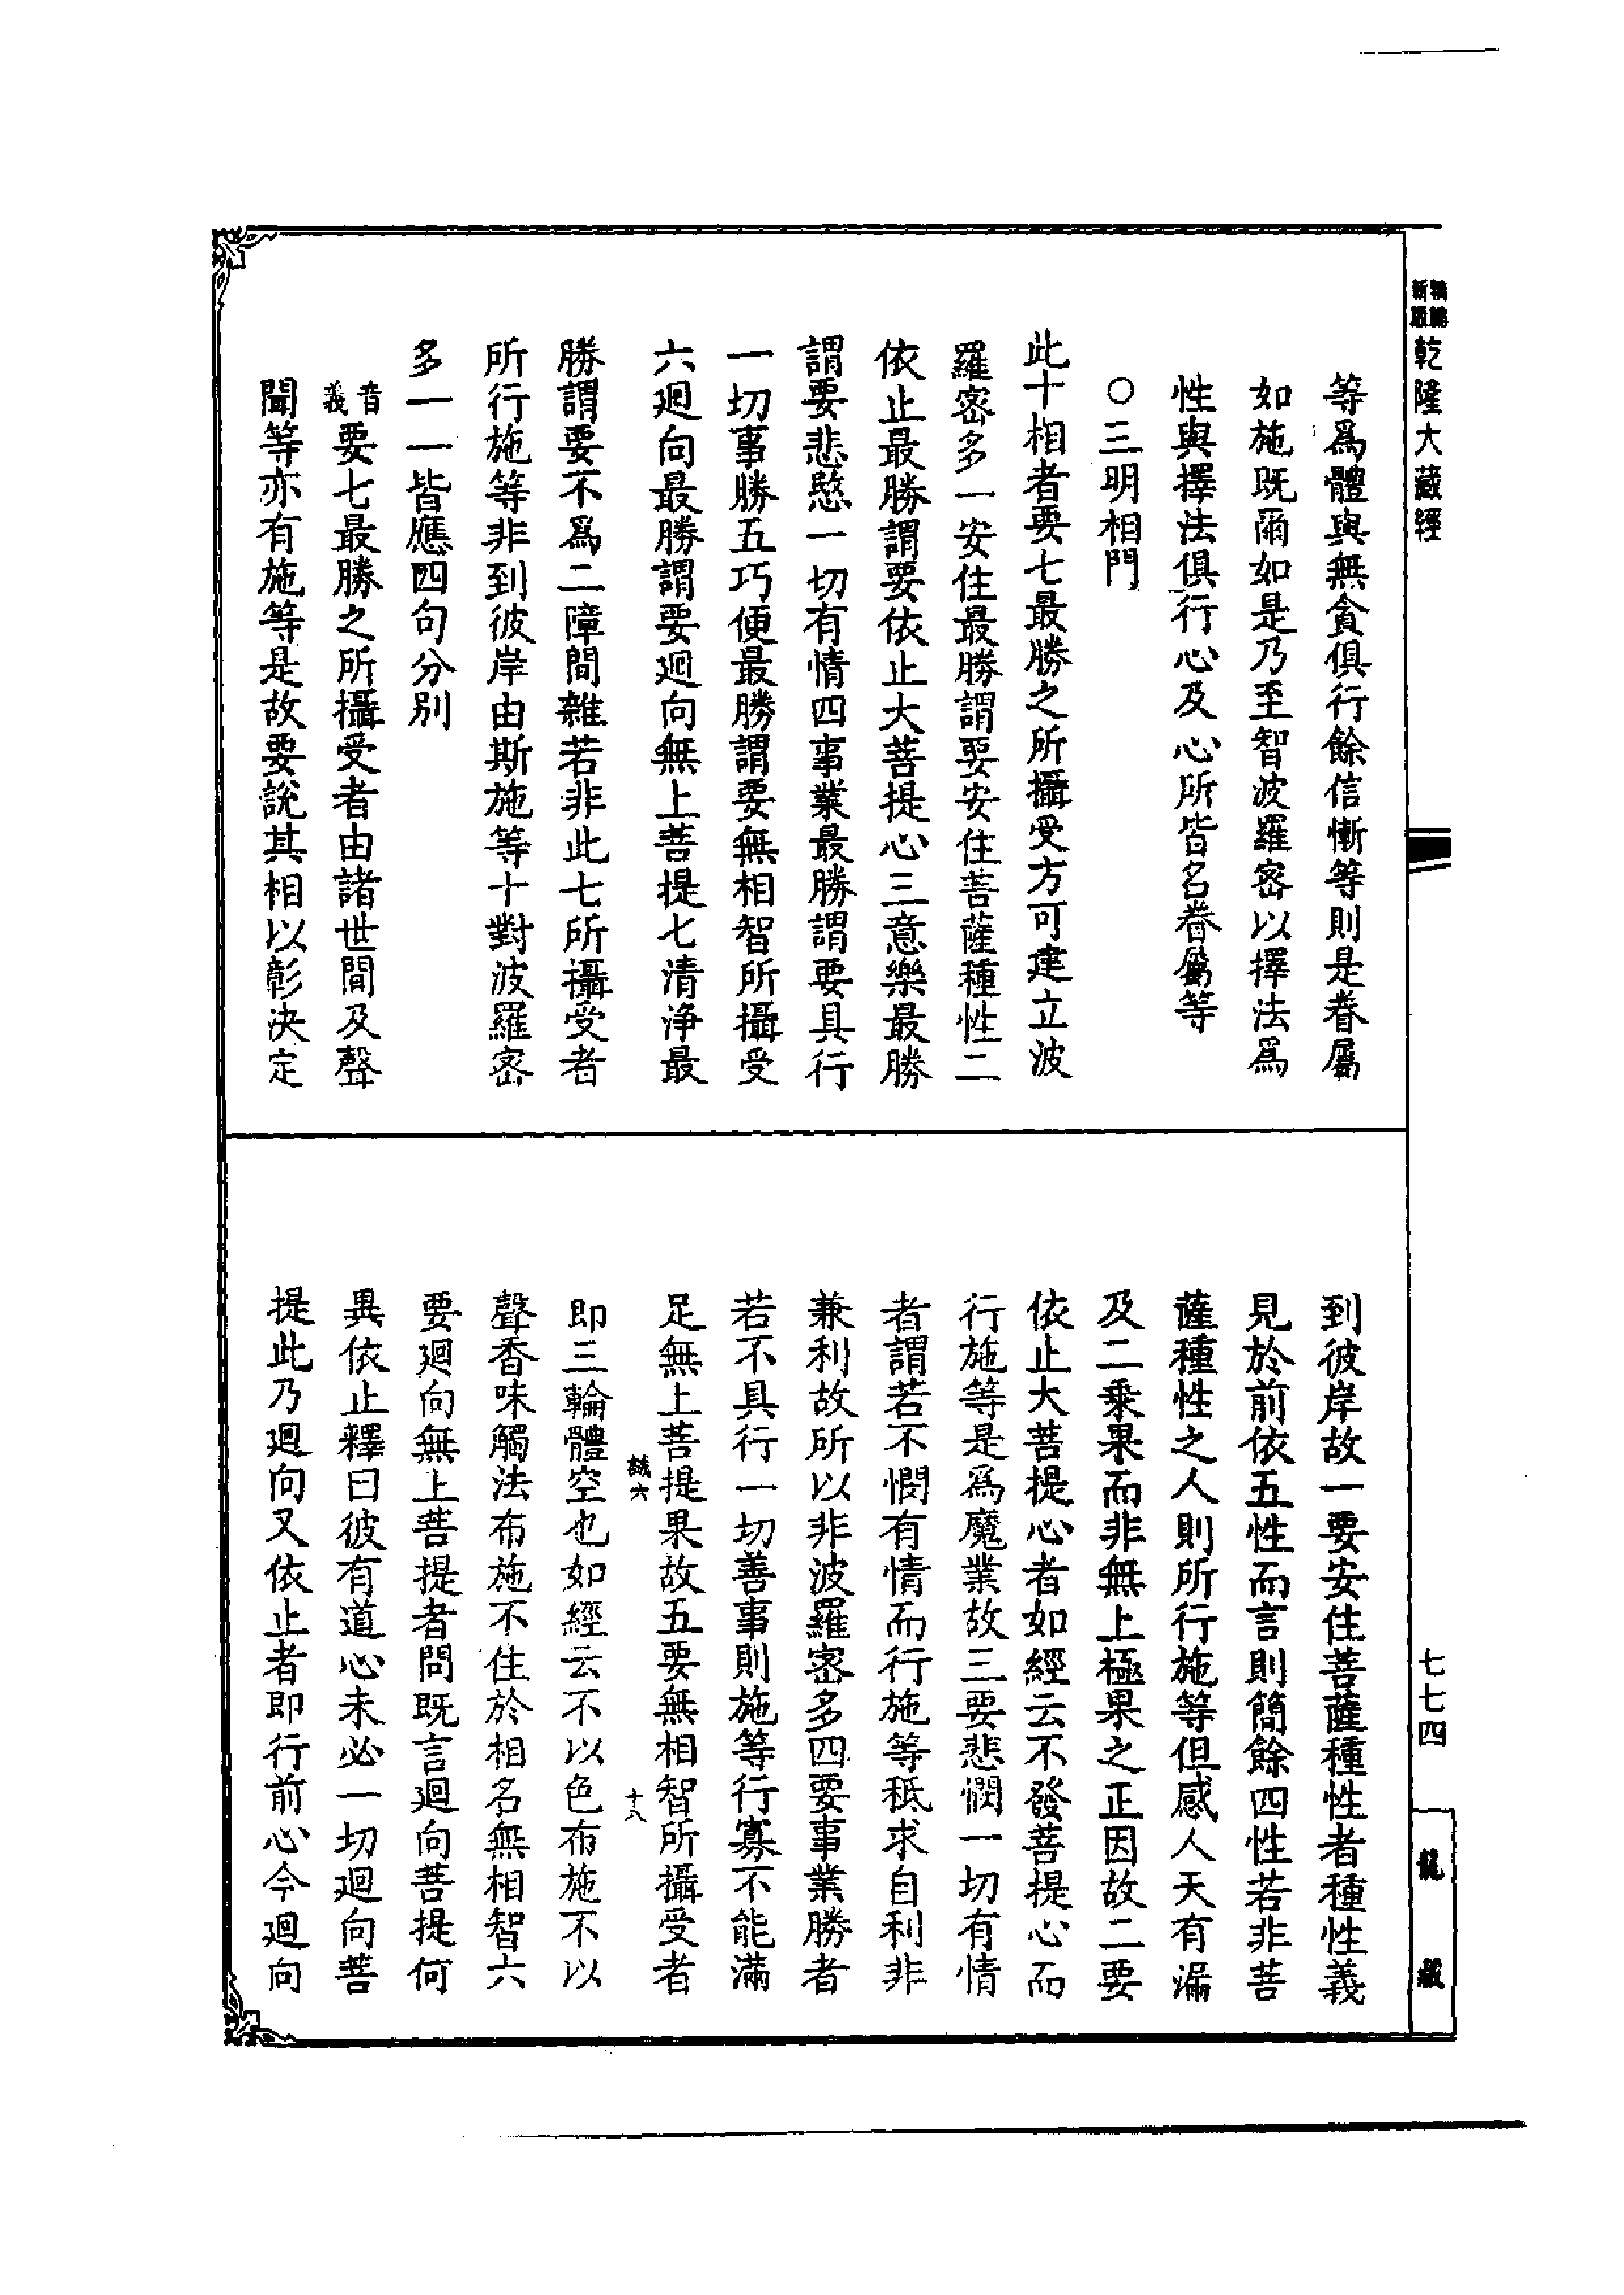 乾隆大藏經
等爲體與無貪俱行餘信慚等則是眷屬
如施既爾如是乃至智波羅密以擇法爲
性與擇法俱行心及心所皆名眷屬等
○三明相門
此十相者要七最勝之所攝受方可建立波
羅密多一安住最勝謂要安住菩薩種性二
依止最勝謂要依止大菩提心三意樂最勝
謂要悲愍一切有情四事業最勝謂要具行
一切事勝五巧便最勝謂要無相智所攝受
六迴向最勝謂要迴向無上菩提七清淨最
勝謂要不爲二障間雜若非此七所攝受者
所行施等非到彼岸由斯施等十對波羅密
多一一皆應四句分別
音義要七最勝之所攝受者由諸世間及聲
聞等亦有施等是故要說其相以彰決定
到彼岸故一要安住菩薩種性者種性義
見於前依五性而言則簡餘四性若非菩
薩種性之人則所行施等但感人天有漏
及二乘果而非無上極果之正因故二要
依止大菩提心者如經云不發菩提心而
行施等是爲魔業故三要悲憫一切有情
者謂若不憫有情而行施等秖求自利非
兼利故所以非波羅密多四要事業勝者
若不具行一切善事則施等行寡不能滿
足無上菩提果故五要無相智所攝受者
誠六
十八
即三輪體空也如經云不以色布施不以
聲香味觸法布施不住於相名無相智六
要迴向無上菩提者問既言迴向菩提何
異依止釋曰彼有道心未必一切迴向菩
提此乃迴向又依止者即行前心今迴向
七七四
龍藏